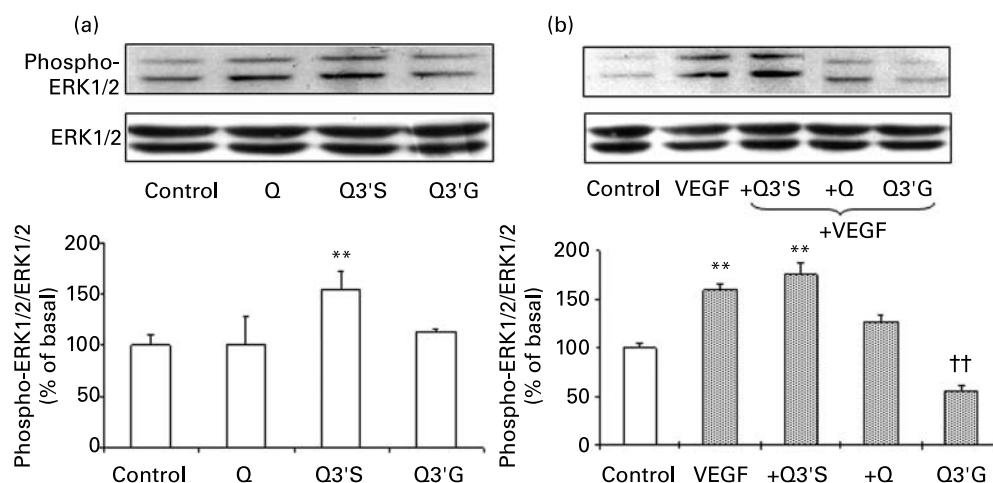 (a)
Phospho-
ERK1/2
ERK1/2
Control Q Q3'S Q3'G
Phospho-ERK1/2/ERK1/2
(% of basal)
200
150
100
50
0
**
Control Q Q3'S Q3'G
(b)
Control VEGF +Q3'S +Q Q3'G
+VEGF
Phospho-ERK1/2/ERK1/2
(% of basal)
200
150
100
50
0
** **
††
Control VEGF +Q3'S +Q Q3'G